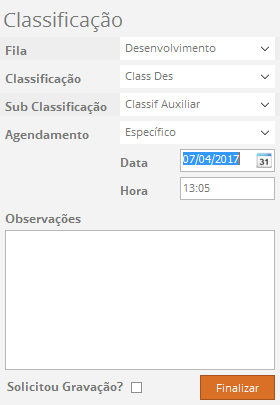 Classificação
Fila Desenvolvimento
Classificação Class Des
Sub Classificação Classif Auxiliar
Agendamento Específico
Data 07/04/2017 31
Hora 13:05
Observações
Solicitou Gravação? Finalizar